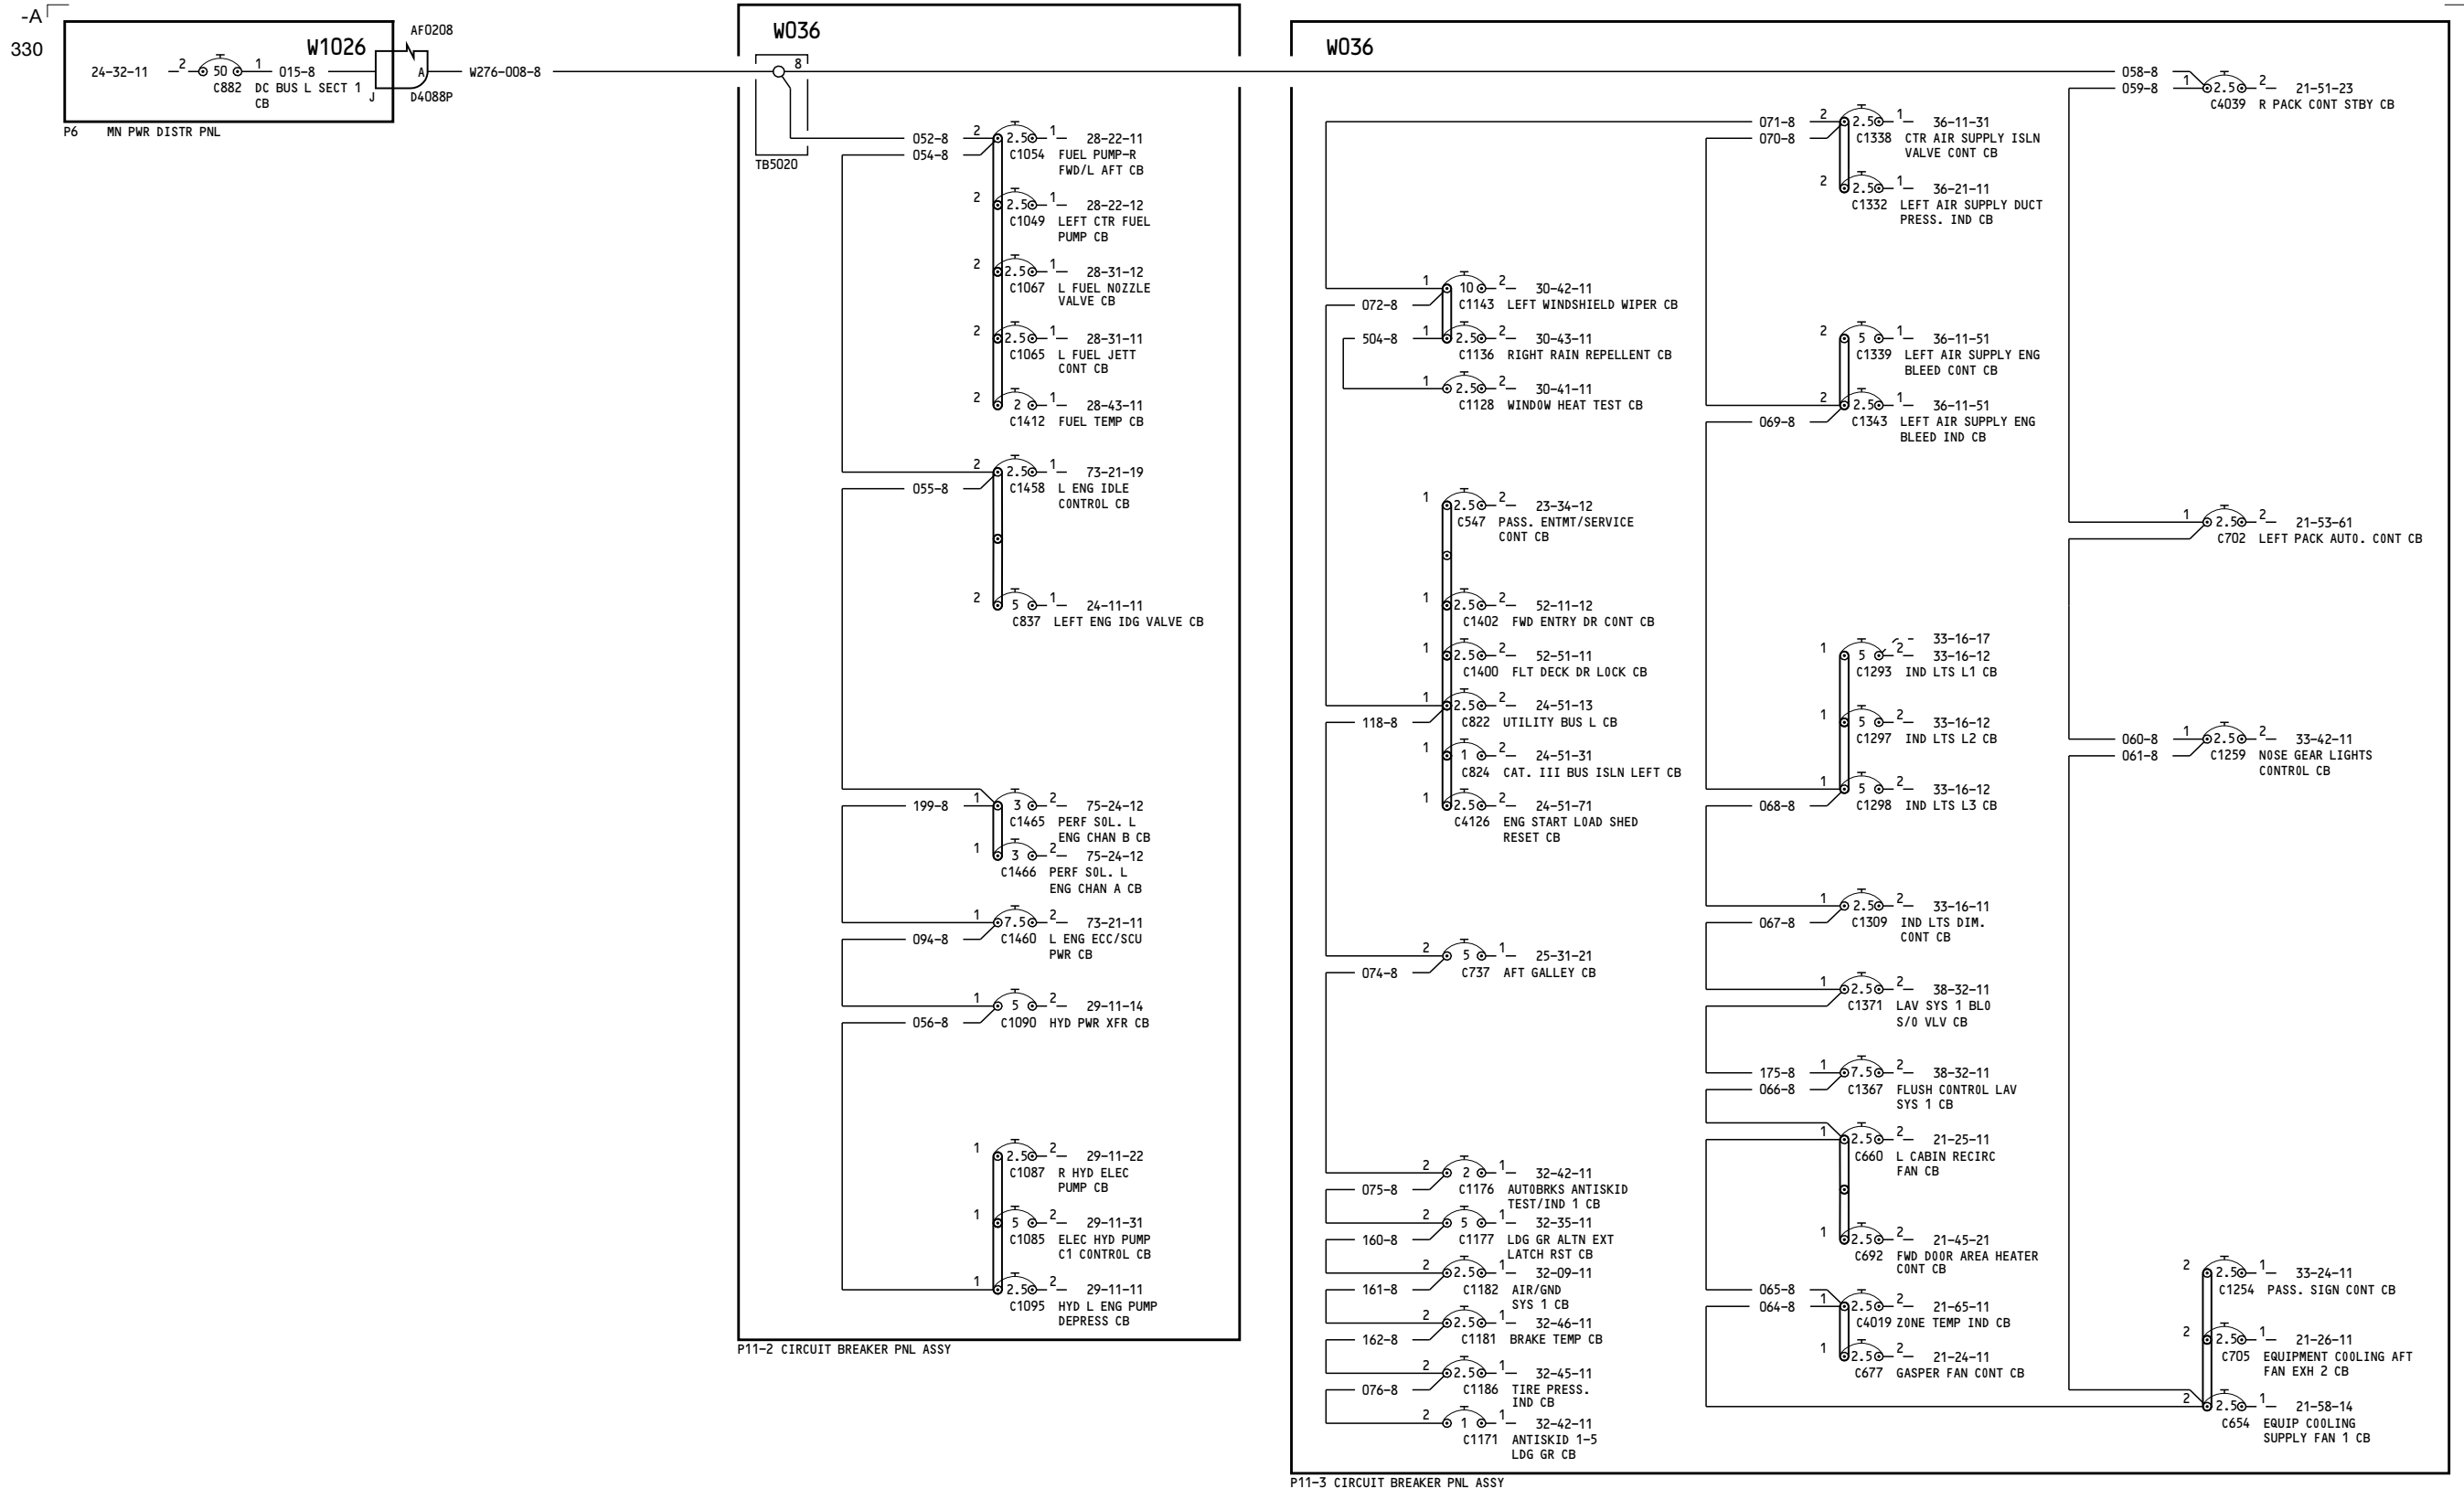 -A
330
W1026
AF0208
24-32-11 2 50 1 015-8
C882 DC BUS L SECT 1
CB
J
A
D4088P
W276-008-8
P6 MN PWR DISTR PNL
W036
8
TB5020
052-8 2 2.5 1 28-22-11
054-8 C1054 FUEL PUMP-R
FWD/L AFT CB
2 2.5 1 28-22-12
C1049 LEFT CTR FUEL
PUMP CB
2 2.5 1 28-31-12
C1067 L FUEL NOZZLE
VALVE CB
2 2.5 1 28-31-11
C1065 L FUEL JETT
CONT CB
2 2 1 28-43-11
C1412 FUEL TEMP CB
2 2.5 1 73-21-19
055-8 C1458 L ENG IDLE
CONTROL CB
2 5 1 24-11-11
C837 LEFT ENG IDG VALVE CB
199-8 1 3 2 75-24-12
C1465 PERF SOL. L
ENG CHAN B CB
1 3 2 75-24-12
C1466 PERF SOL. L
ENG CHAN A CB
1 7.5 2 73-21-11
094-8 C1460 L ENG ECC/SCU
PWR CB
1 5 2 29-11-14
056-8 C1090 HYD PWR XFR CB
1 2.5 2 29-11-22
C1087 R HYD ELEC
PUMP CB
1 5 2 29-11-31
C1085 ELEC HYD PUMP
C1 CONTROL CB
1 2.5 2 29-11-11
C1095 HYD L ENG PUMP
DEPRESS CB
P11-2 CIRCUIT BREAKER PNL ASSY
W036
1 10 2 30-42-11
072-8 C1143 LEFT WINDSHIELD WIPER CB
504-8 1 2.5 2 30-43-11
C1136 RIGHT RAIN REPELLENT CB
1 2.5 2 30-41-11
C1128 WINDOW HEAT TEST CB
1 2.5 2 23-34-12
C547 PASS. ENTMT/SERVICE
CONT CB
1 2.5 2 52-11-12
C1402 FWD ENTRY DR CONT CB
1 2.5 2 52-51-11
C1400 FLT DECK DR LOCK CB
1 2.5 2 24-51-13
118-8 C822 UTILITY BUS L CB
1 1 2 24-51-31
C824 CAT. III BUS ISLN LEFT CB
1 2.5 2 24-51-71
C4126 ENG START LOAD SHED
RESET CB
2 5 1 25-31-21
074-8 C737 AFT GALLEY CB
2 2 1 32-42-11
075-8 C1176 AUTOBRKS ANTISKID
TEST/IND 1 CB
2 5 1 32-35-11
160-8 C1177 LDG GR ALTN EXT
LATCH RST CB
2 2.5 1 32-09-11
161-8 C1182 AIR/GND
SYS 1 CB
2 2.5 1 32-46-11
162-8 C1181 BRAKE TEMP CB
2 2.5 1 32-45-11
076-8 C1186 TIRE PRESS.
IND CB
2 1 1 32-42-11
C1171 ANTISKID 1-5
LDG GR CB
071-8 2 2.5 1 36-11-31
070-8 C1338 CTR AIR SUPPLY ISLN
VALVE CONT CB
2 2.5 1 36-21-11
C1332 LEFT AIR SUPPLY DUCT
PRESS. IND CB
2 5 1 36-11-51
C1339 LEFT AIR SUPPLY ENG
BLEED CONT CB
2 2.5 1 36-11-51
069-8 C1343 LEFT AIR SUPPLY ENG
BLEED IND CB
33-16-17
1 5 2 33-16-12
C1293 IND LTS L1 CB
1 5 2 33-16-12
C1297 IND LTS L2 CB
1 5 2 33-16-12
068-8 C1298 IND LTS L3 CB
1 2.5 2 33-16-11
067-8 C1309 IND LTS DIM.
CONT CB
1 2.5 2 38-32-11
C1371 LAV SYS 1 BLO
S/O VLV CB
175-8 1 7.5 2 38-32-11
066-8 C1367 FLUSH CONTROL LAV
SYS 1 CB
1 2.5 2 21-25-11
C660 L CABIN RECIRC
FAN CB
1 2.5 2 21-45-21
C692 FWD DOOR AREA HEATER
CONT CB
065-8
064-8 1 2.5 2 21-65-11
C4019 ZONE TEMP IND CB
1 2.5 2 21-24-11
C677 GASPER FAN CONT CB
058-8
059-8 1 2.5 2 21-51-23
C4039 R PACK CONT STBY CB
1 2.5 2 21-53-61
C702 LEFT PACK AUTO. CONT CB
060-8 1 2.5 2 33-42-11
061-8 C1259 NOSE GEAR LIGHTS
CONTROL CB
2 2.5 1 33-24-11
C1254 PASS. SIGN CONT CB
2 2.5 1 21-26-11
C705 EQUIPMENT COOLING AFT
FAN EXH 2 CB
2 2.5 1 21-58-14
C654 EQUIP COOLING
SUPPLY FAN 1 CB
P11-3 CIRCUIT BREAKER PNL ASSY